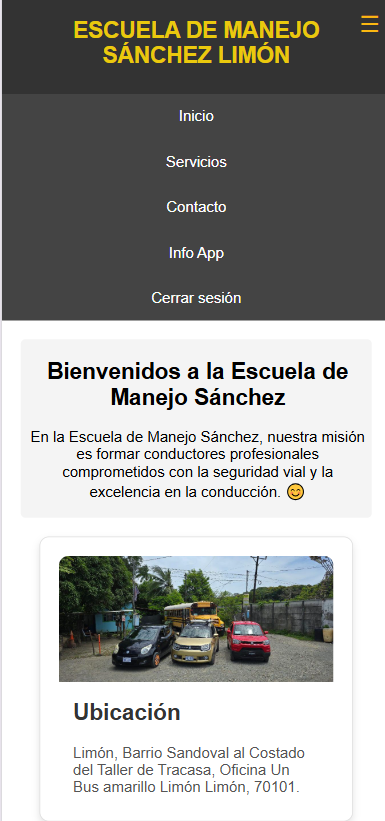 ESCUELA DE MANEJO
SÁNCHEZ LIMÓN
Inicio
Servicios
Contacto
Info App
Cerrar sesión
Bienvenidos a la Escuela de
Manejo Sánchez
En la Escuela de Manejo Sánchez, nuestra misión
es formar conductores profesionales
comprometidos con la seguridad vial y la
excelencia en la conducción. 😊
Ubicación
Limón, Barrio Sandoval al Costado
del Taller de Tracasa, Oficina Un
Bus amarillo Limón Limón, 70101.